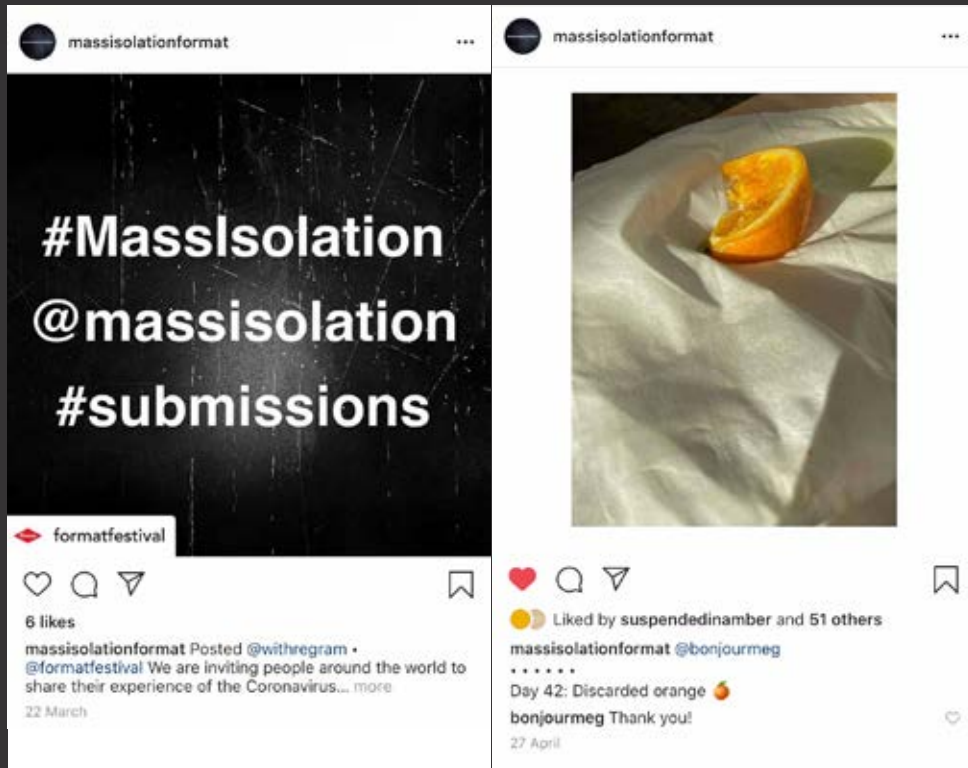 massisolationformat
#MassIsolation
@massisolation
#submissions
formatfestival
6 likes
massisolationformat Posted @withregram •
@formatfestival We are inviting people around the world to
share their experience of the Coronavirus... more
22 March
massisolationformat
Liked by suspendedinamber and 51 others
massisolationformat @bonjourmeg
• • • • • •
Day 42: Discarded orange 🍊
bonjourmeg Thank you!
27 April